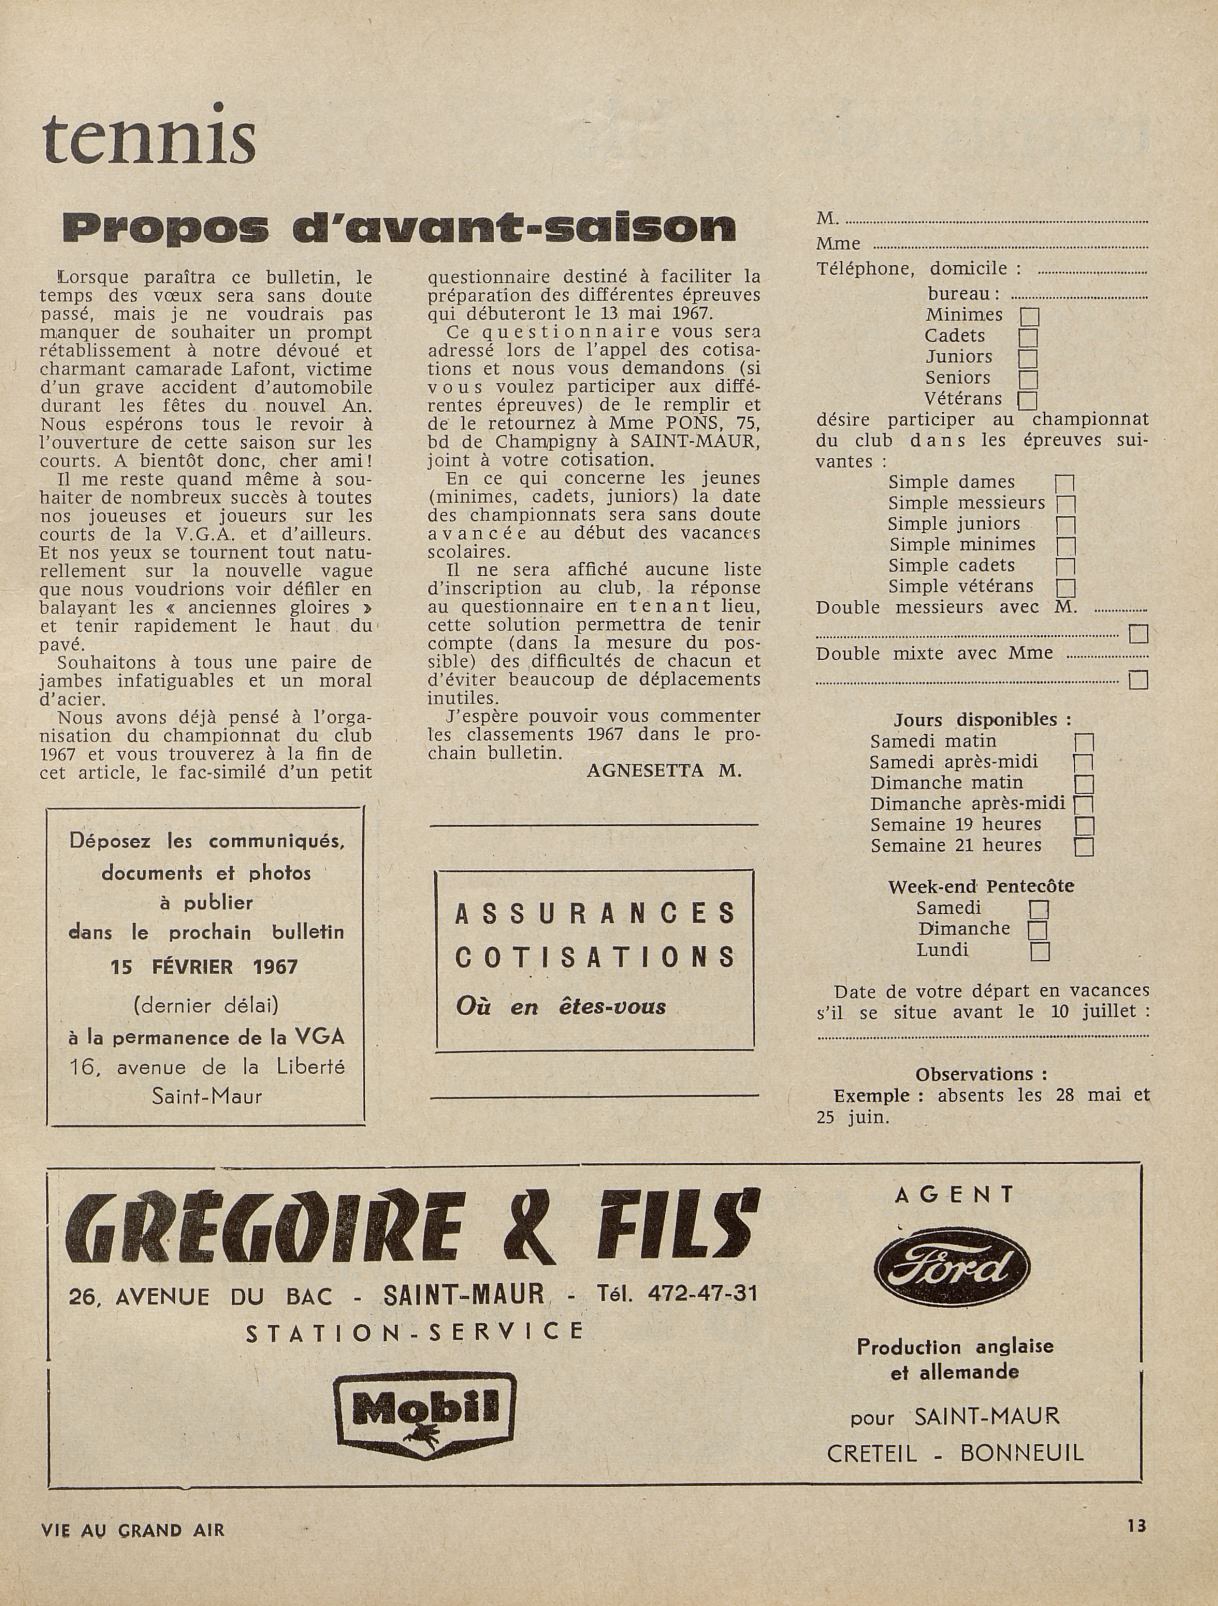 tennis
Propos d'avant-saison
Lorsque paraîtra ce bulletin, le
temps des vœux sera sans doute
passé, mais je ne voudrais pas
manquer de souhaiter un prompt
rétablissement à notre dévoué et
charmant camarade Lafont, victime
d'un grave accident d'automobile
durant les fêtes du nouvel An.
Nous espérons tous le revoir à
l'ouverture de cette saison sur les
courts. A bientôt donc, cher ami !
Il me reste quand même à sou-
haiter de nombreux succès à toutes
nos joueuses et joueurs sur les
courts de la V.G.A. et d'ailleurs.
Et nos yeux se tournent tout natu-
rellement sur la nouvelle vague
que nous voudrions voir défiler en
balayant les « anciennes gloires »
et tenir rapidement le haut du
pavé.
Souhaitons à tous une paire de
jambes infatiguables et un moral
d'acier.
Nous avons déjà pensé à l'orga-
nisation du championnat du club
1967 et vous trouverez à la fin de
cet article, le fac-similé d'un petit
questionnaire destiné à faciliter la
préparation des différentes épreuves
qui débuteront le 13 mai 1967.
Ce questionnaire vous sera
adressé lors de l'appel des cotisa-
tions et nous vous demandons (si
vous voulez participer aux diffé-
rentes épreuves) de le remplir et
de le retournez à Mme PONS, 75,
bd de Champigny à SAINT-MAUR,
joint à votre cotisation.
En ce qui concerne les jeunes
(minimes, cadets, juniors) la date
des championnats sera sans doute
avancée au début des vacances
scolaires.
Il ne sera affiché aucune liste
d'inscription au club, la réponse
au questionnaire en tenant lieu,
cette solution permettra de tenir
compte (dans la mesure du pos-
sible) des difficultés de chacun et
d'éviter beaucoup de déplacements
inutiles.
J'espère pouvoir vous commenter
les classements 1967 dans le pro-
chain bulletin.
AGNESETTA M.
M.
Mme
Téléphone, domicile :
bureau :
Minimes
Cadets
Juniors
Seniors
Vétérans
désire participer au championnat
du club dans les épreuves sui-
vantes :
Simple dames
Simple messieurs
Simple juniors
Simple minimes
Simple cadets
Simple vétérans
Double messieurs avec M.
Double mixte avec Mme
Jours disponibles :
Samedi matin
Samedi après-midi
Dimanche matin
Dimanche après-midi
Semaine 19 heures
Semaine 21 heures
Week-end Pentecôte
Samedi
Dimanche
Lundi
Date de votre départ en vacances
s'il se situe avant le 10 juillet :
Observations :
Exemple : absents les 28 mai et
25 juin.
Déposez les communiqués,
documents et photos
à publier
dans le prochain bulletin
15 FÉVRIER 1967
(dernier délai)
à la permanence de la VGA
16, avenue de la Liberté
Saint-Maur
ASSURANCES
COTISATIONS
Où en êtes-vous
GRÉGOIRE & FILS
26, AVENUE DU BAC - SAINT-MAUR - Tél. 472-47-31
STATION-SERVICE
Mobil
AGENT
Ford
Production anglaise
et allemande
pour SAINT-MAUR
CRETEIL - BONNEUIL
VIE AU GRAND AIR
13